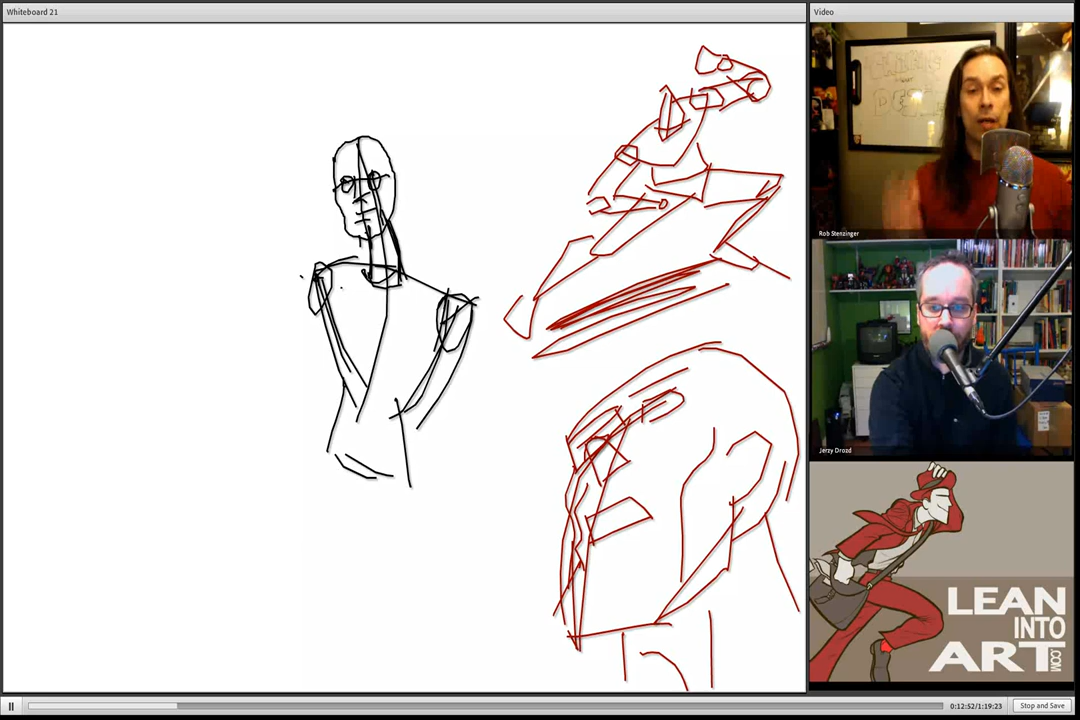 Whiteboard 21
Video
Rob Stenzinger
Jerzy Drozd
LEAN
INTO
ART.COM
0:12:52/1:19:23
Stop and Save